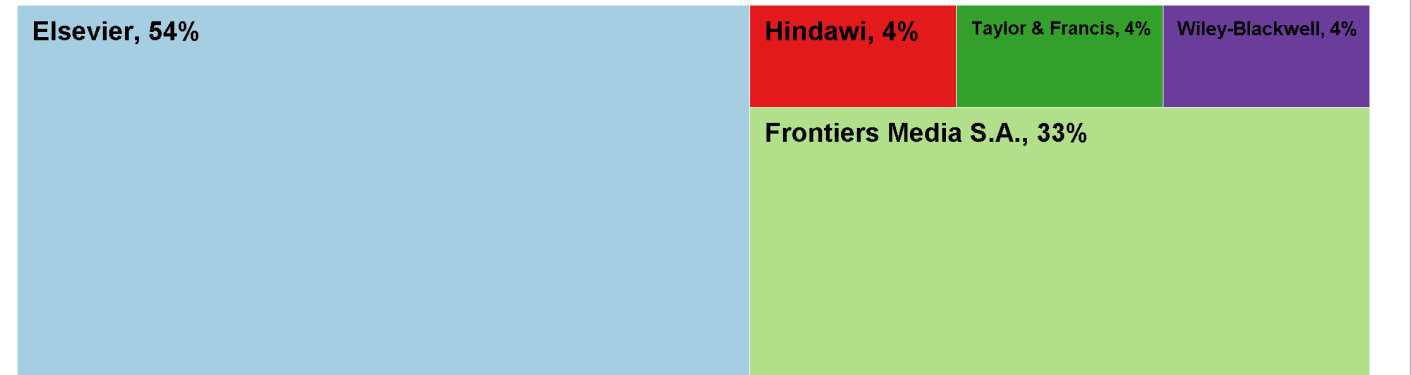 Elsevier, 54%
Hindawi, 4%
Taylor & Francis, 4%
Wiley-Blackwell, 4%
Frontiers Media S.A., 33%